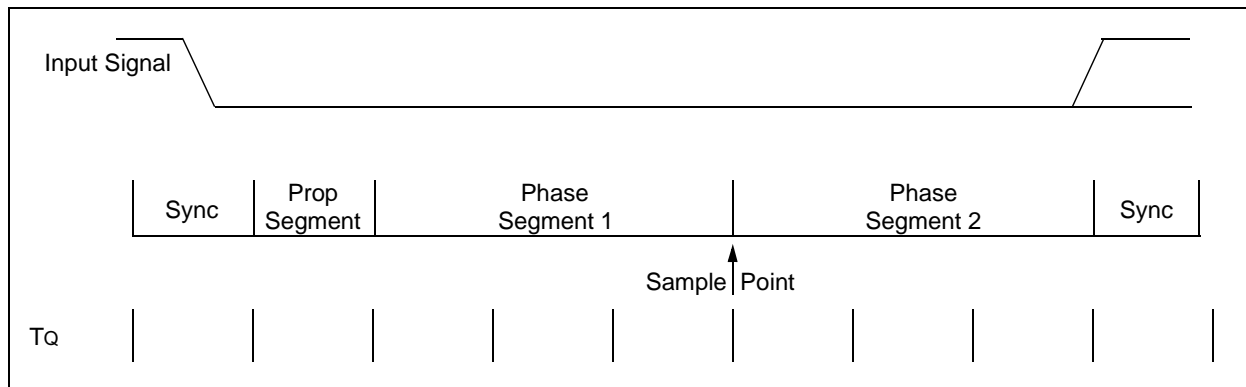 Input Signal
Sync
Prop
Segment
Phase
Segment 1
Phase
Segment 2
Sync
Sample Point
TQ